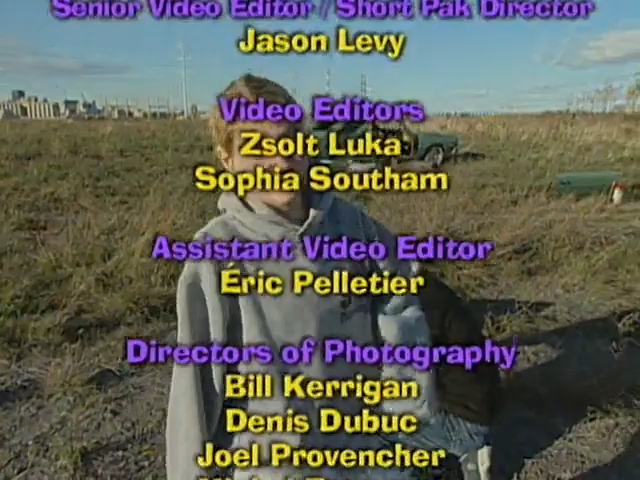 Senior Video Editor / Short Pak Director
Jason Levy
Video Editors
Zsolt Luka
Sophia Southam
Assistant Video Editor
Éric Pelletier
Directors of Photography
Bill Kerrigan
Denis Dubuc
Joel Provencher